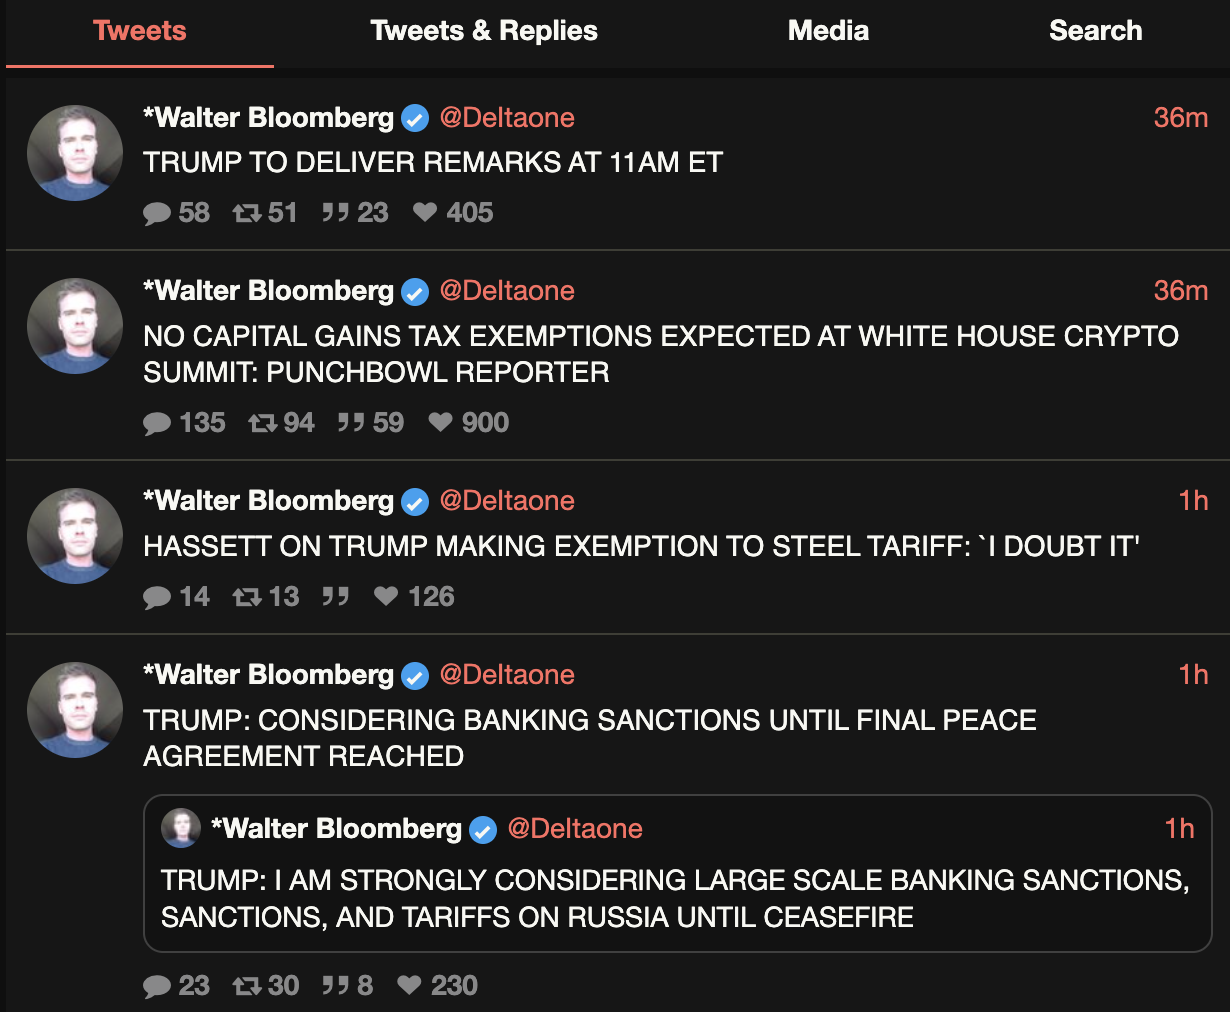 Tweets Tweets & Replies Media Search
*Walter Bloomberg @Deltaone 36m
TRUMP TO DELIVER REMARKS AT 11AM ET
58 51 23 405
*Walter Bloomberg @Deltaone 36m
NO CAPITAL GAINS TAX EXEMPTIONS EXPECTED AT WHITE HOUSE CRYPTO
SUMMIT: PUNCHBOWL REPORTER
135 94 59 900
*Walter Bloomberg @Deltaone 1h
HASSETT ON TRUMP MAKING EXEMPTION TO STEEL TARIFF: `I DOUBT IT'
14 13 126
*Walter Bloomberg @Deltaone 1h
TRUMP: CONSIDERING BANKING SANCTIONS UNTIL FINAL PEACE
AGREEMENT REACHED
*Walter Bloomberg @Deltaone 1h
TRUMP: I AM STRONGLY CONSIDERING LARGE SCALE BANKING SANCTIONS,
SANCTIONS, AND TARIFFS ON RUSSIA UNTIL CEASEFIRE
23 30 8 230